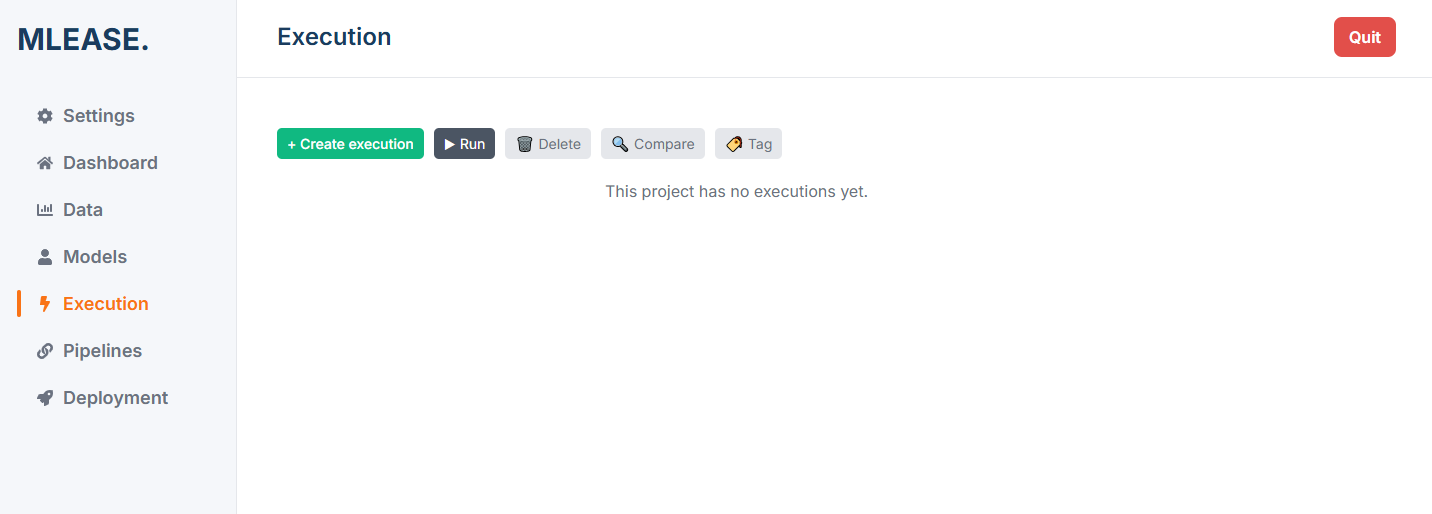 MLEASE.
Execution
Quit
Settings
Dashboard
Data
Models
Execution
Pipelines
Deployment
+ Create execution
Run
Delete
Compare
Tag
This project has no executions yet.